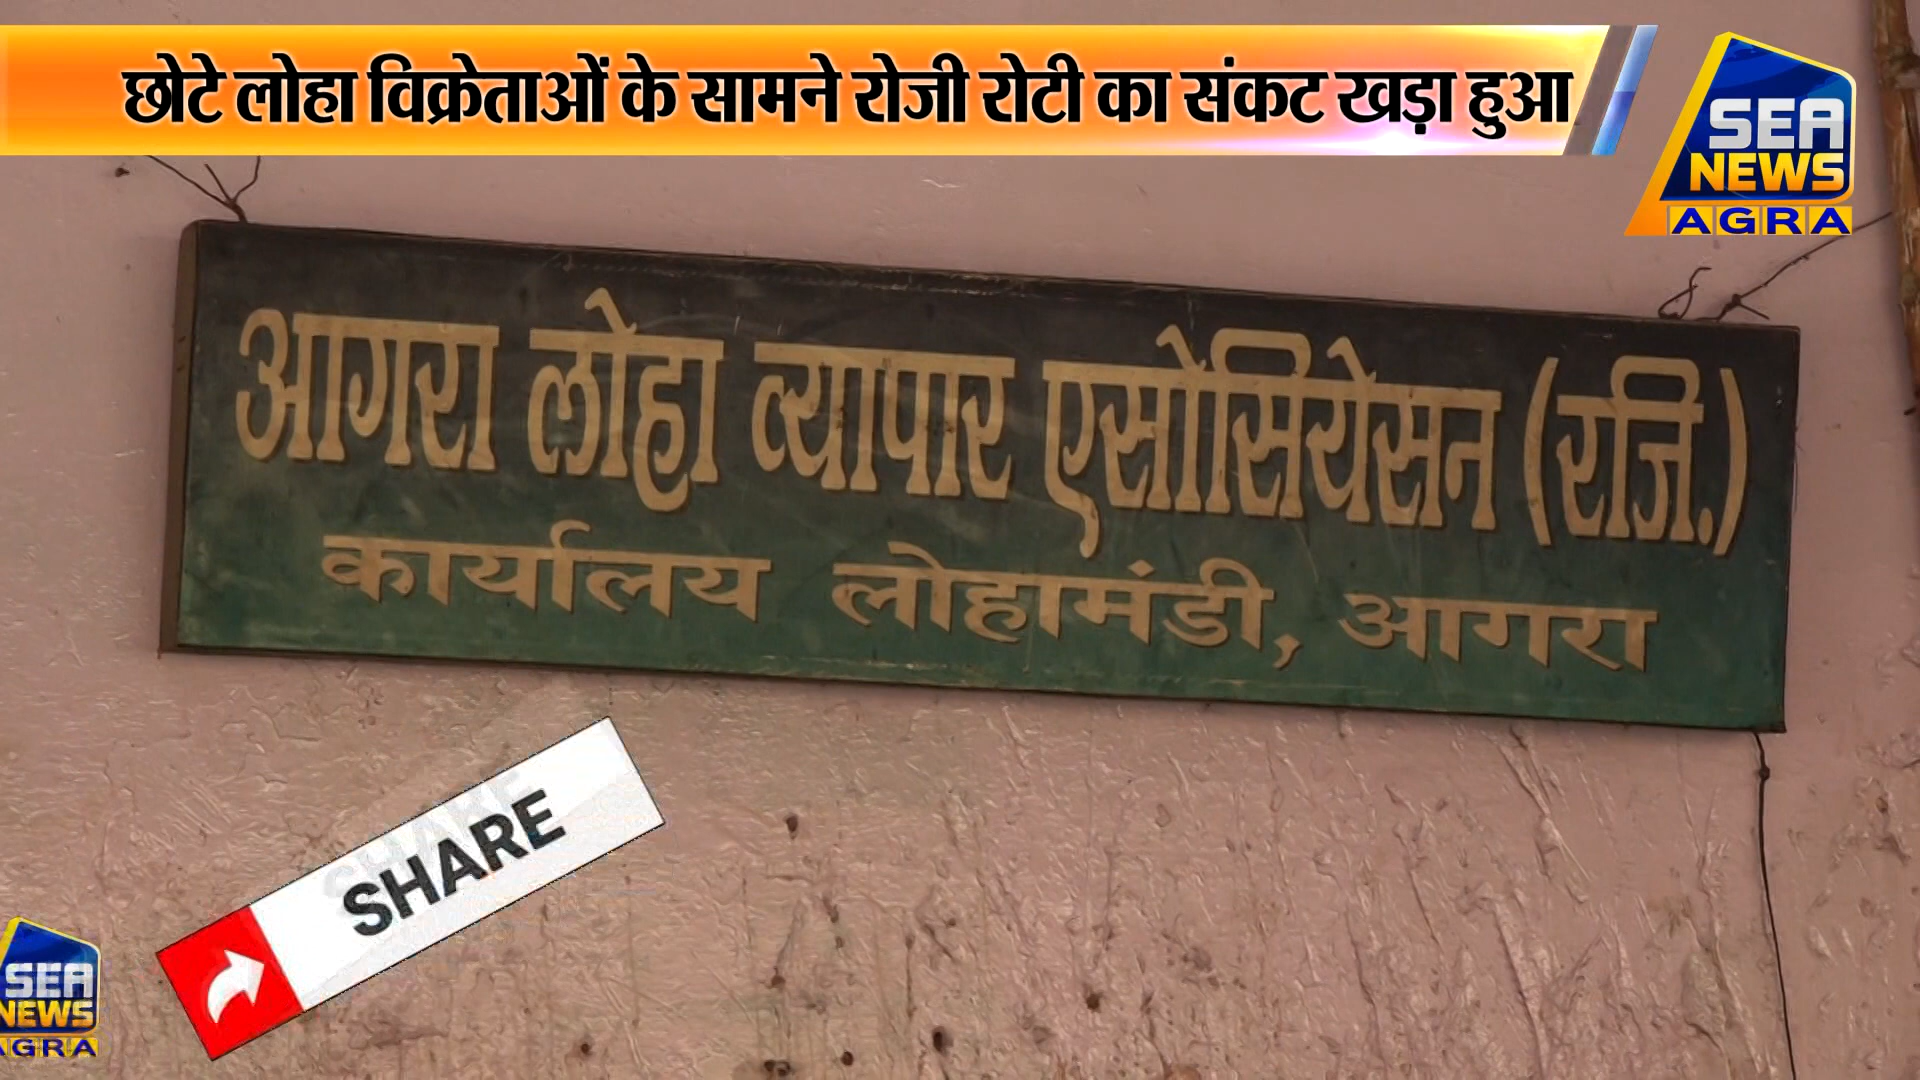 छोटे लोहा विक्रेताओं के सामने रोजी रोटी का संकट खड़ा हुआ
SEA
NEWS
AGRA
आगरा लोहा व्यापार एसोसियेसन (रजि.)
कार्यालय लोहामंडी, आगरा
SHARE
SEA
NEWS
AGRA